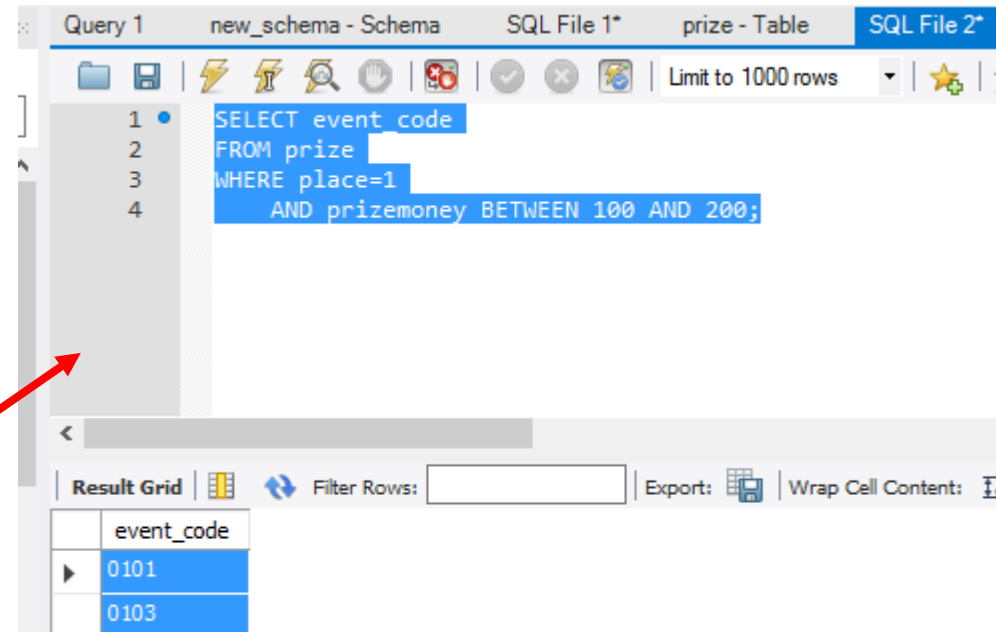 Query 1 new_schema - Schema SQL File 1* prize - Table SQL File 2*
Limit to 1000 rows
1 SELECT event_code
2 FROM prize
3 WHERE place=1
4 AND prizemoney BETWEEN 100 AND 200;
Result Grid Filter Rows: Export: Wrap Cell Content:
event_code
0101
0103